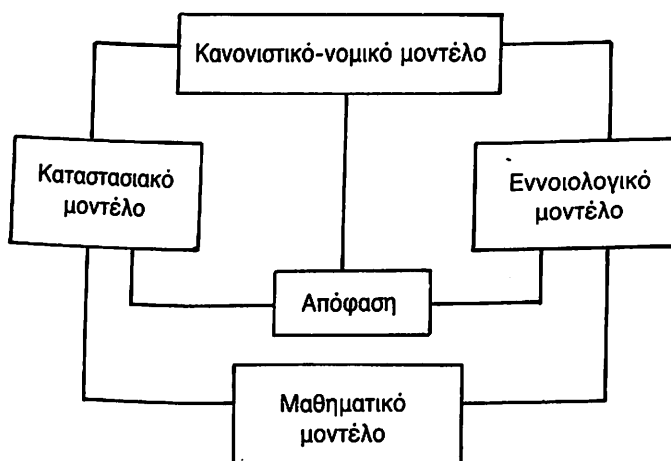 Κανονιστικό-νομικό μοντέλο
Καταστασιακό
μοντέλο
Εννοιολογικό
μοντέλο
Απόφαση
Μαθηματικό
μοντέλο